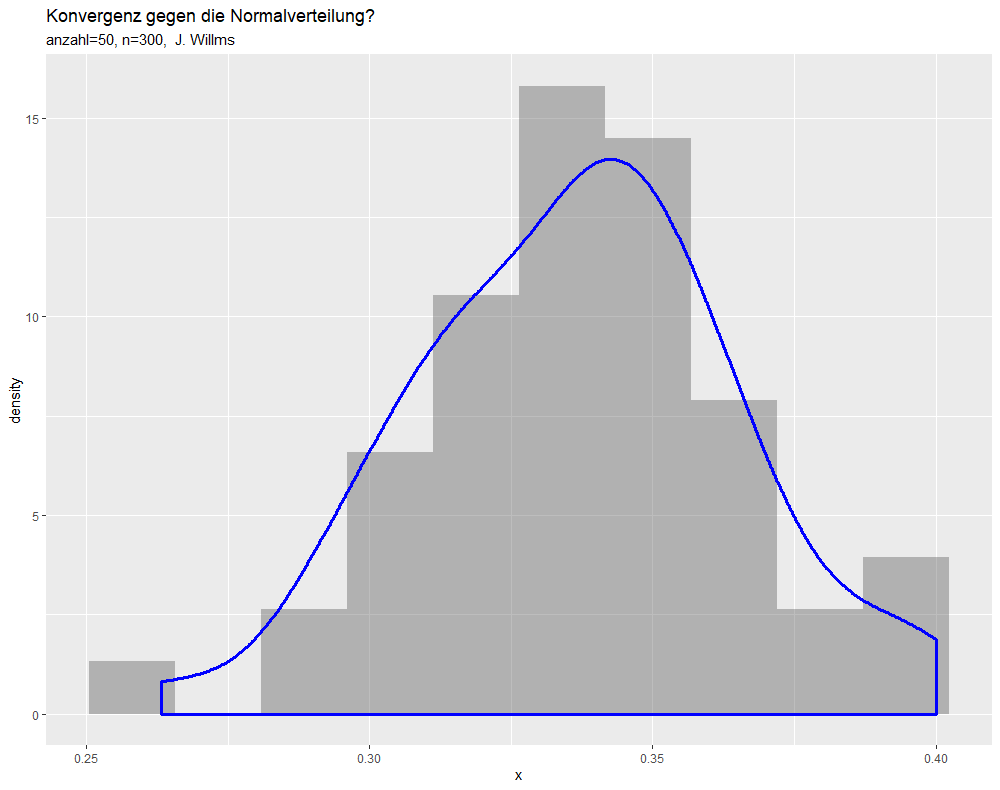 Konvergenz gegen die Normalverteilung?
anzahl=50, n=300,  J. Willms
density
15
10
5
0
0.25
0.30
0.35
0.40
x